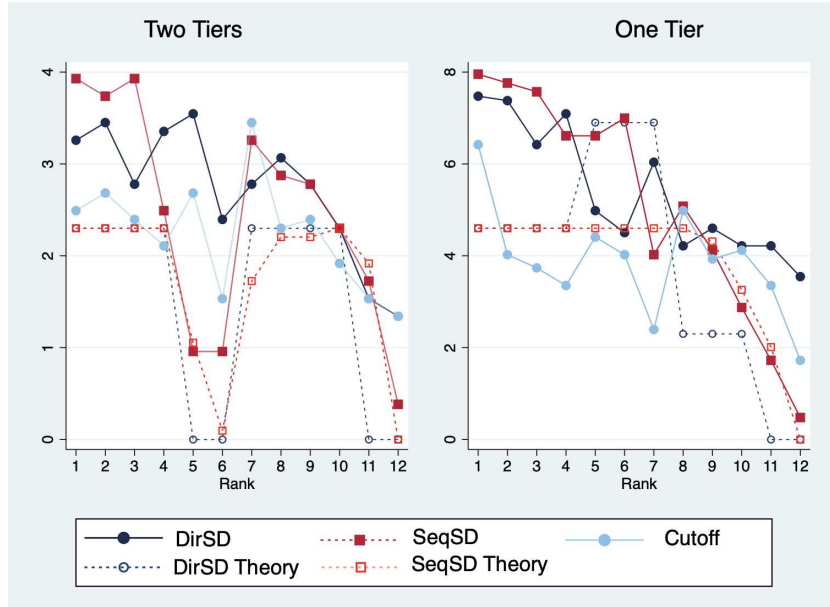 Two Tiers
One Tier
4
3
2
1
0
1 2 3 4 5 6 7 8 9 10 11 12
Rank
8
6
4
2
0
1 2 3 4 5 6 7 8 9 10 11 12
Rank
DirSD SeqSD Cutoff
DirSD Theory SeqSD Theory